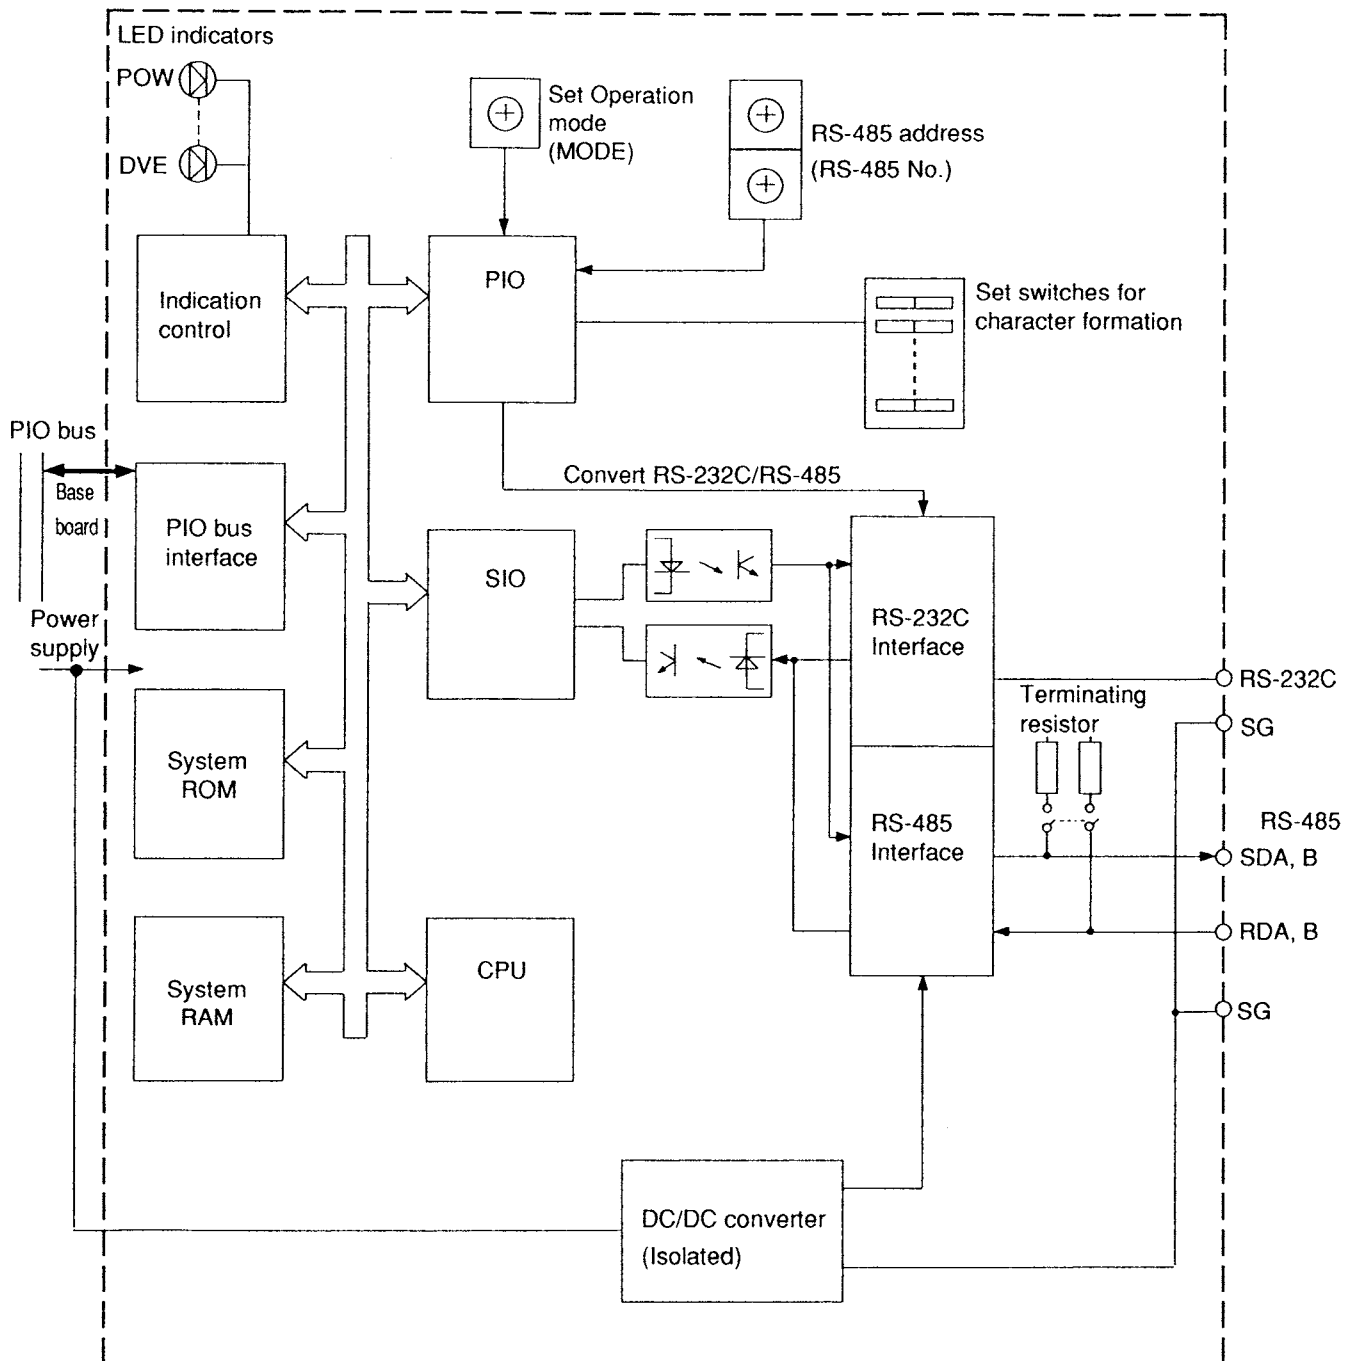 LED indicators
POW
DVE
Set Operation
mode
(MODE)
RS-485 address
(RS-485 No.)
Indication
control
PIO
Set switches for
character formation
PIO bus
Base
board
PIO bus
interface
Convert RS-232C/RS-485
SIO
RS-232C
Interface
Power
supply
System
ROM
RS-485
Interface
Terminating
resistor
RS-232C
SG
RS-485
SDA, B
RDA, B
SG
System
RAM
CPU
DC/DC converter
(Isolated)